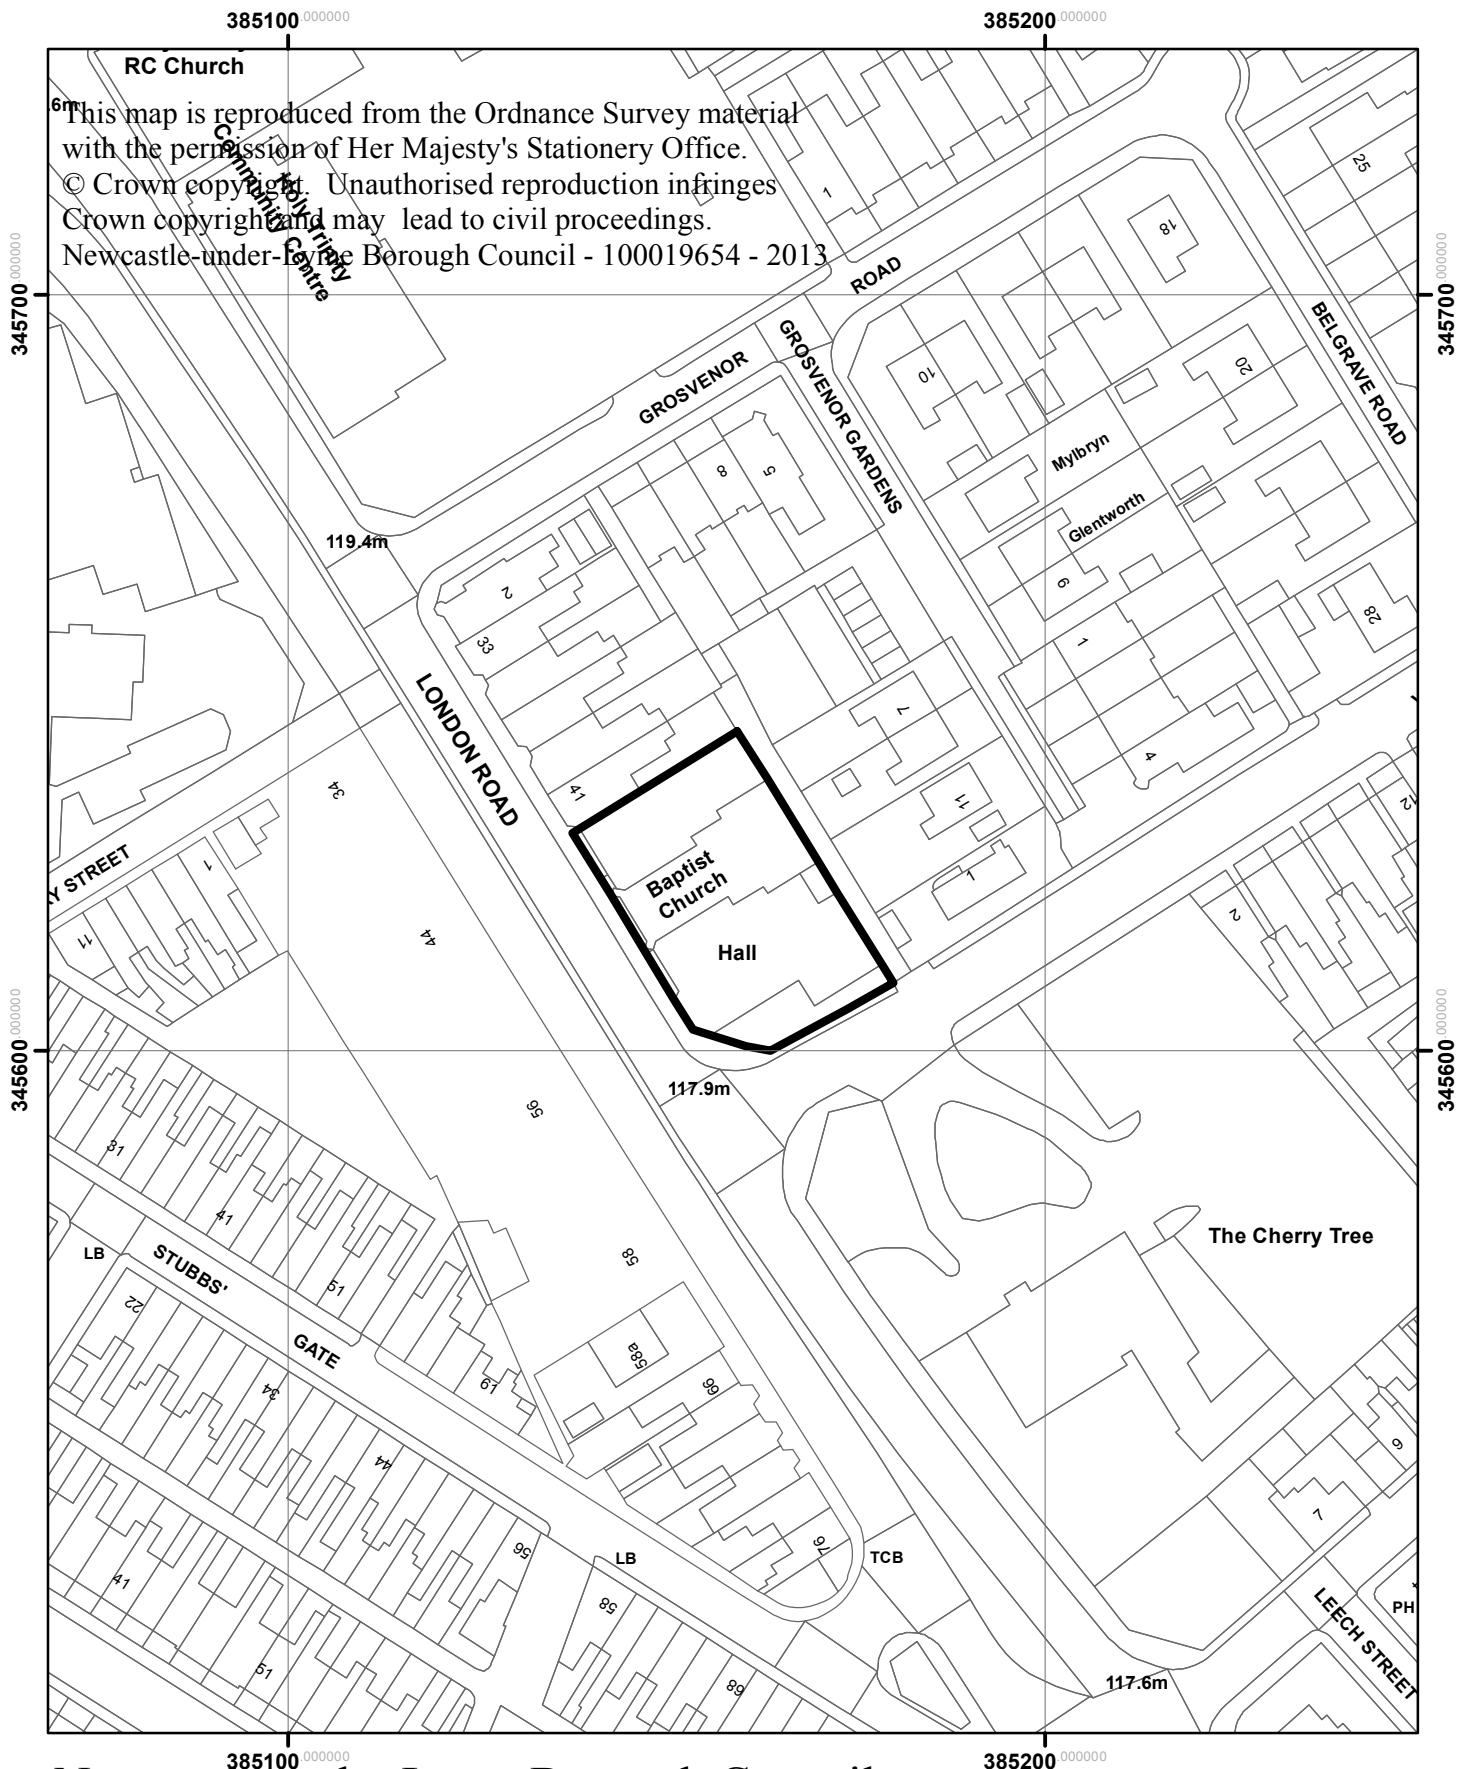 385100.000000
385200.000000
RC Church
.6m
This map is reproduced from the Ordnance Survey material
with the permission of Her Majesty's Stationery Office.
© Crown copyright.  Unauthorised reproduction infringes
Crown copyright and may  lead to civil proceedings.
Newcastle-under-Lyme Borough Council - 100019654 - 2013
Holy Trinity
Community Centre
1
25
18
345700.000000
345700.000000
ROAD
GROSVENOR
GROSVENOR GARDENS
BELGRAVE ROAD
10
20
8
5
Mylbryn
Glentworth
119.4m
2
33
9
1
28
LONDON ROAD
7
4
34
41
11
12
Y STREET
1
Baptist
Church
1
2
11
44
Hall
345600.000000
345600.000000
117.9m
56
31
41
The Cherry Tree
LB
STUBBS'
58
51
22
GATE
58a
34
61
66
44
9
7
56
LB
76
TCB
41
58
LEECH STREET
PH
51
68
117.6m
385100.000000
385200.000000